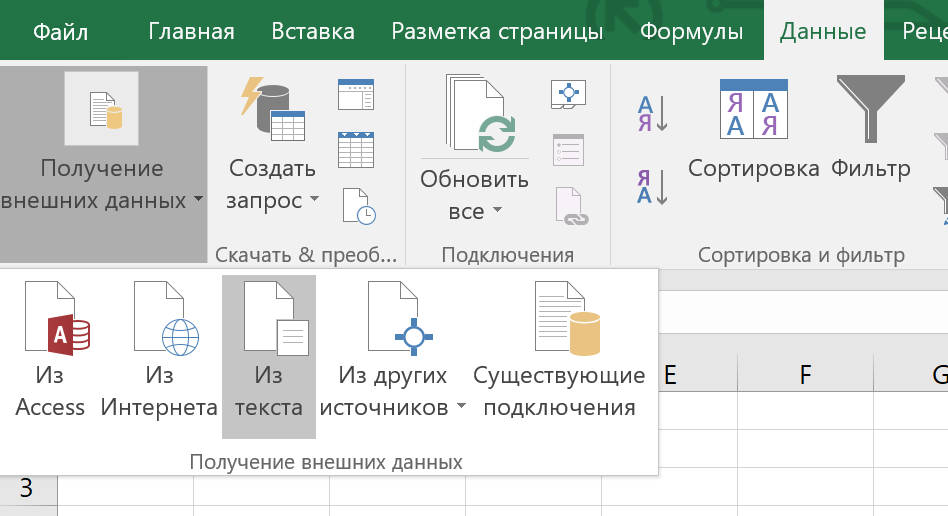 Файл Главная Вставка Разметка страницы Формулы Данные Реце
Получение
внешних данных
Создать
запрос
Скачать & преоб...
Обновить
все
Подключения
А
Я
Я
А
Я А
А Я
Сортировка
Фильтр
Сортировка и фильтр
A
Из
Access
Из
Интернета
Из
текста
Из других
источников
Существующие
подключения
Получение внешних данных
E F G
3